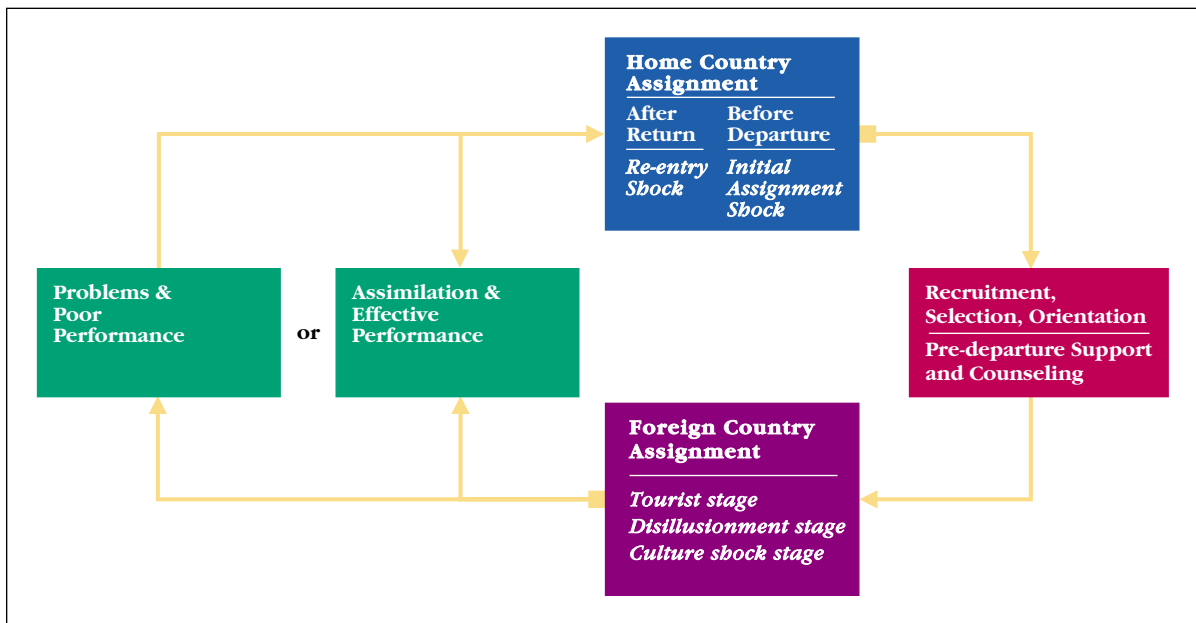 Home Country
Assignment
After
Return
Before
Departure
Re-entry
Shock
Initial
Assignment
Shock
Problems &
Poor
Performance
or
Assimilation &
Effective
Performance
Recruitment,
Selection, Orientation
Pre-departure Support
and Counseling
Foreign Country
Assignment
Tourist stage
Disillusionment stage
Culture shock stage